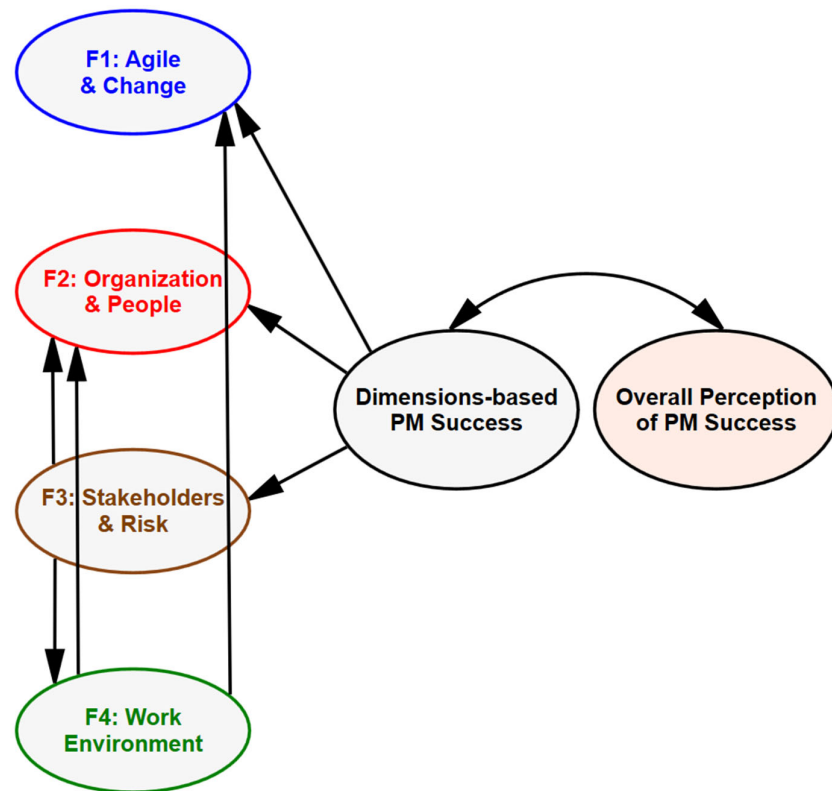 F1: Agile
& Change
F2: Organization
& People
Dimensions-based
PM Success
Overall Perception
of PM Success
F3: Stakeholders
& Risk
F4: Work
Environment